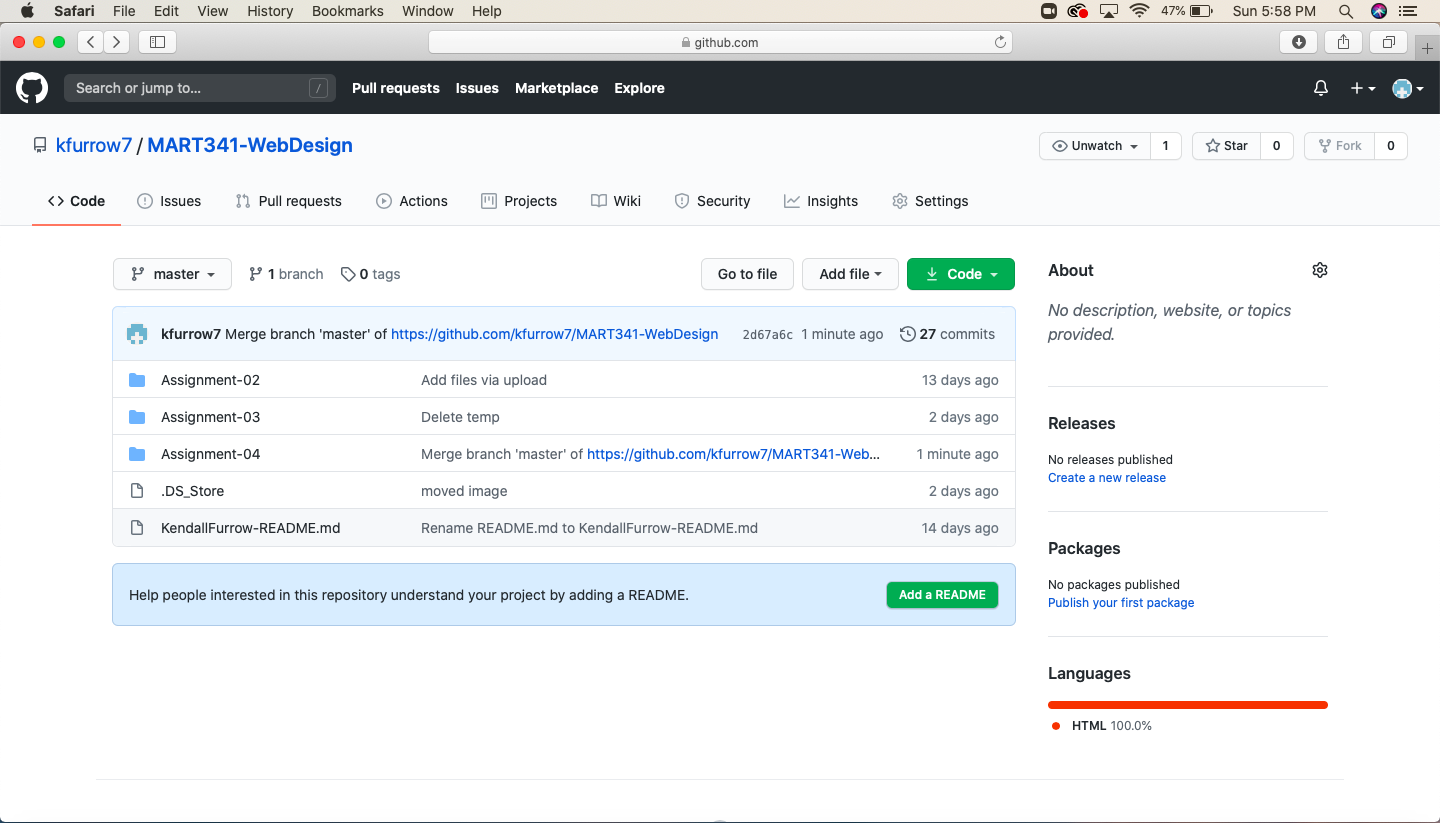 Safari File Edit View History Bookmarks Window Help 47% Sun 5:58 PM
github.com
Search or jump to... / Pull requests Issues Marketplace Explore
kfurrow7 / MART341-WebDesign Unwatch 1 Star 0 Fork 0
Code Issues Pull requests Actions Projects Wiki Security Insights Settings
master 1 branch 0 tags Go to file Add file Code
kfurrow7 Merge branch 'master' of https://github.com/kfurrow7/MART341-WebDesign 2d67a6c 1 minute ago 27 commits
Assignment-02 Add files via upload 13 days ago
Assignment-03 Delete temp 2 days ago
Assignment-04 Merge branch 'master' of https://github.com/kfurrow7/MART341-Web... 1 minute ago
.DS_Store moved image 2 days ago
KendallFurrow-README.md Rename README.md to KendallFurrow-README.md 14 days ago
Help people interested in this repository understand your project by adding a README. Add a README
About
No description, website, or topics
provided.
Releases
No releases published
Create a new release
Packages
No packages published
Publish your first package
Languages
HTML 100.0%